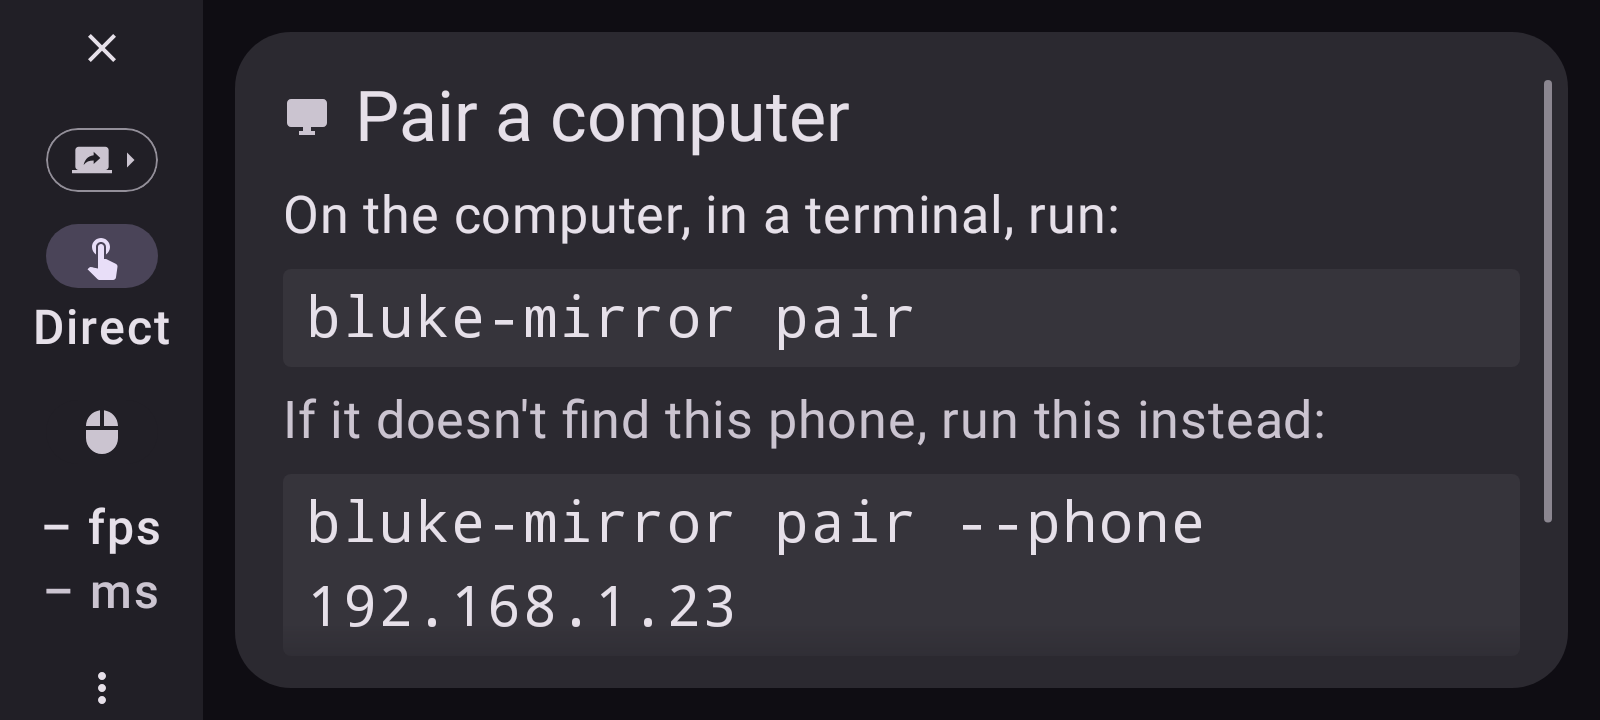 Pair a computer
On the computer, in a terminal, run:
bluke-mirror pair
If it doesn't find this phone, run this instead:
bluke-mirror pair --phone
192.168.1.23
Direct
– fps
– ms